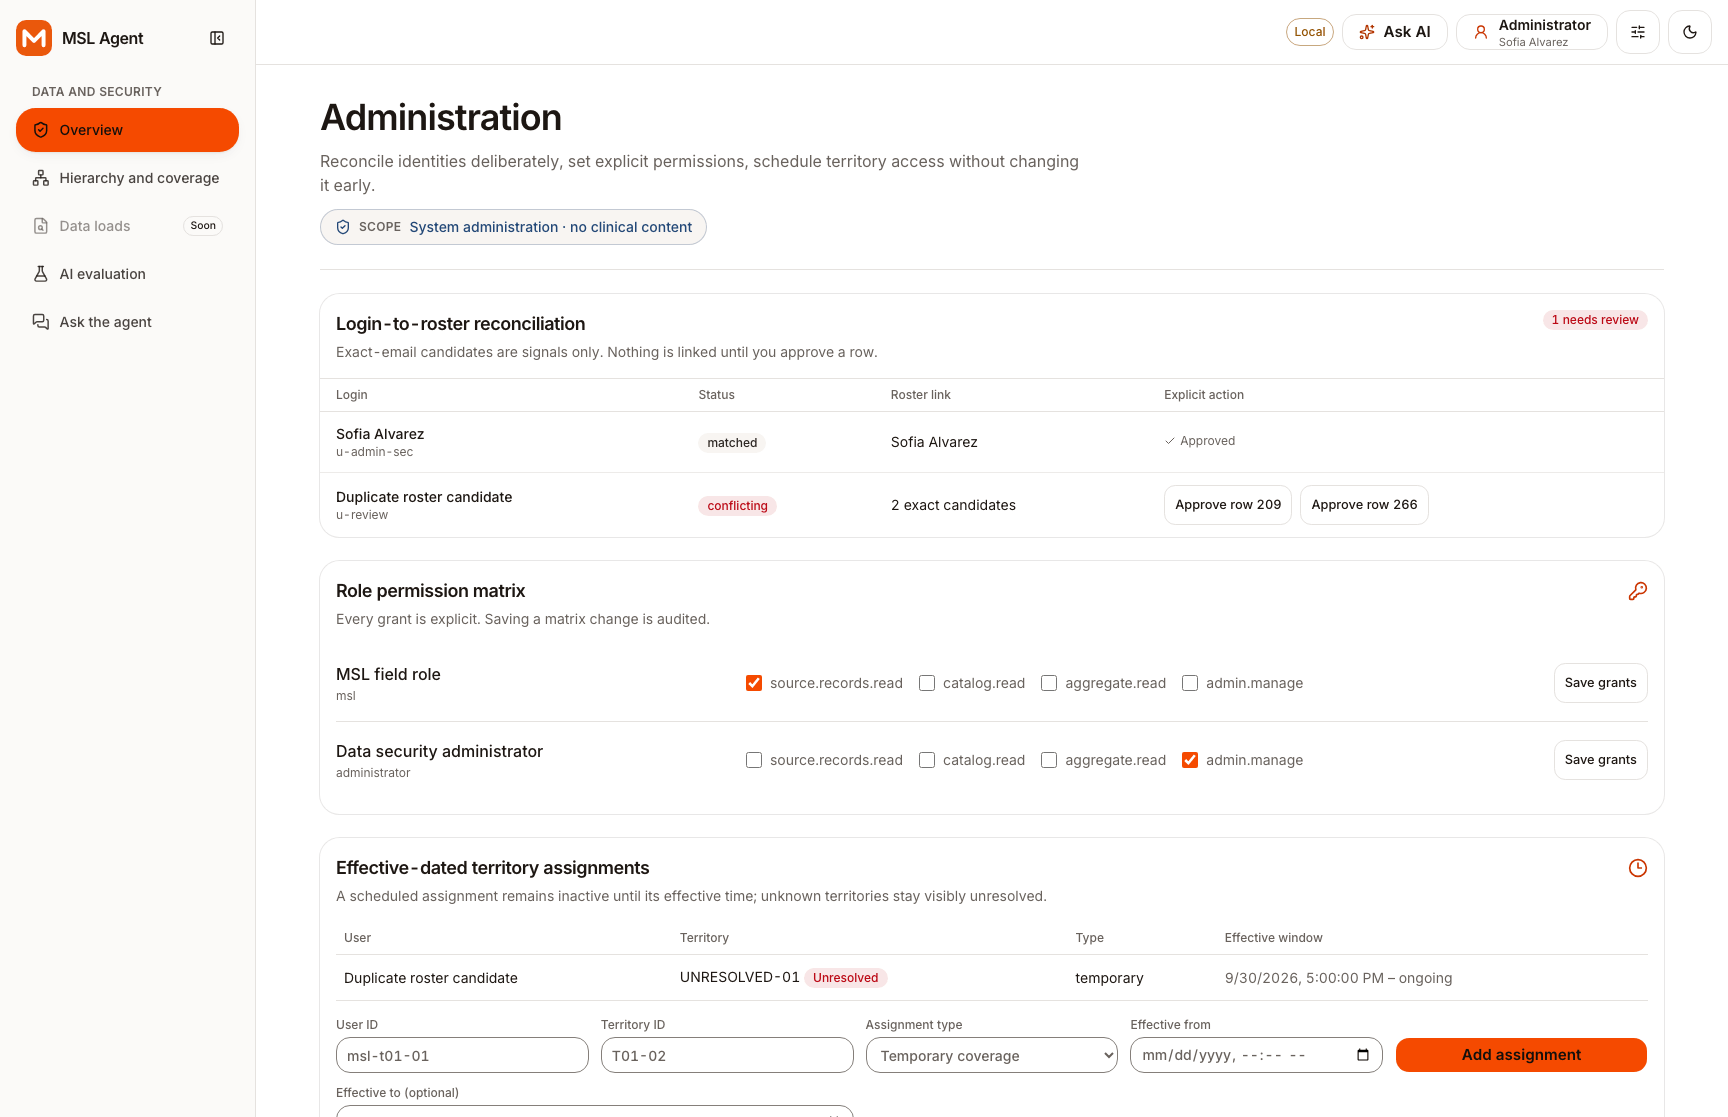 MSL Agent
Local
Ask AI
Administrator
Sofia Alvarez
DATA AND SECURITY
Overview
Hierarchy and coverage
Data loads
Soon
AI evaluation
Ask the agent
Administration
Reconcile identities deliberately, set explicit permissions, schedule territory access without changing
it early.
SCOPE System administration · no clinical content
Login-to-roster reconciliation
1 needs review
Exact-email candidates are signals only. Nothing is linked until you approve a row.
Login Status Roster link Explicit action
Sofia Alvarez
u-admin-sec
matched
Sofia Alvarez
Approved
Duplicate roster candidate
u-review
conflicting
2 exact candidates
Approve row 209
Approve row 266
Role permission matrix
Every grant is explicit. Saving a matrix change is audited.
MSL field role
msl
source.records.read catalog.read aggregate.read admin.manage
Save grants
Data security administrator
administrator
source.records.read catalog.read aggregate.read admin.manage
Save grants
Effective-dated territory assignments
A scheduled assignment remains inactive until its effective time; unknown territories stay visibly unresolved.
User Territory Type Effective window
Duplicate roster candidate UNRESOLVED-01 Unresolved temporary 9/30/2026, 5:00:00 PM – ongoing
User ID Territory ID Assignment type Effective from
msl-t01-01 T01-02 Temporary coverage mm/dd/yyyy, --:-- -- Add assignment
Effective to (optional)